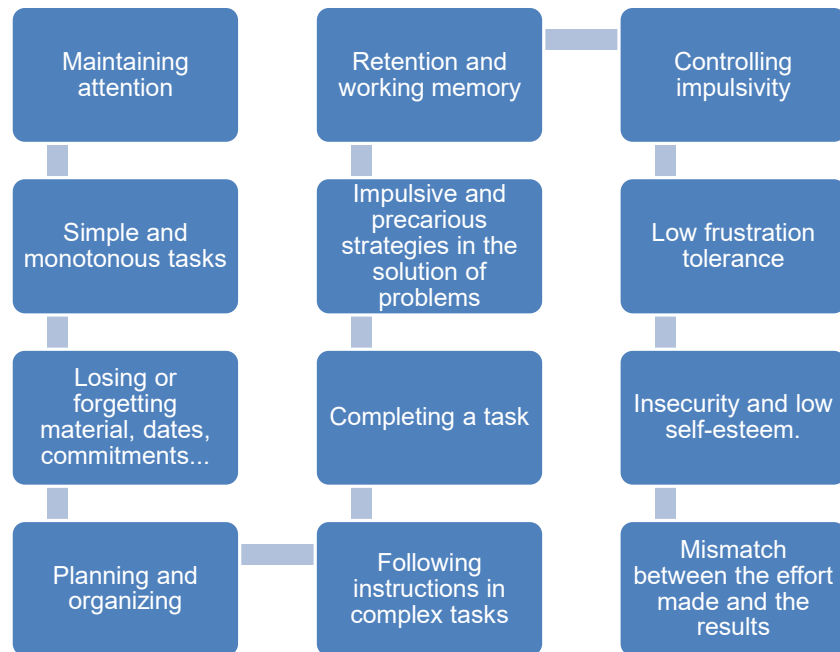 Maintaining
attention
Simple and
monotonous tasks
Losing or
forgetting
material, dates,
commitments...
Planning and
organizing
Following
instructions in
complex tasks
Completing a task
Impulsive and
precarious
strategies in the
solution of
problems
Retention and
working memory
Controlling
impulsivity
Low frustration
tolerance
Insecurity and low
self-esteem.
Mismatch
between the effort
made and the
results